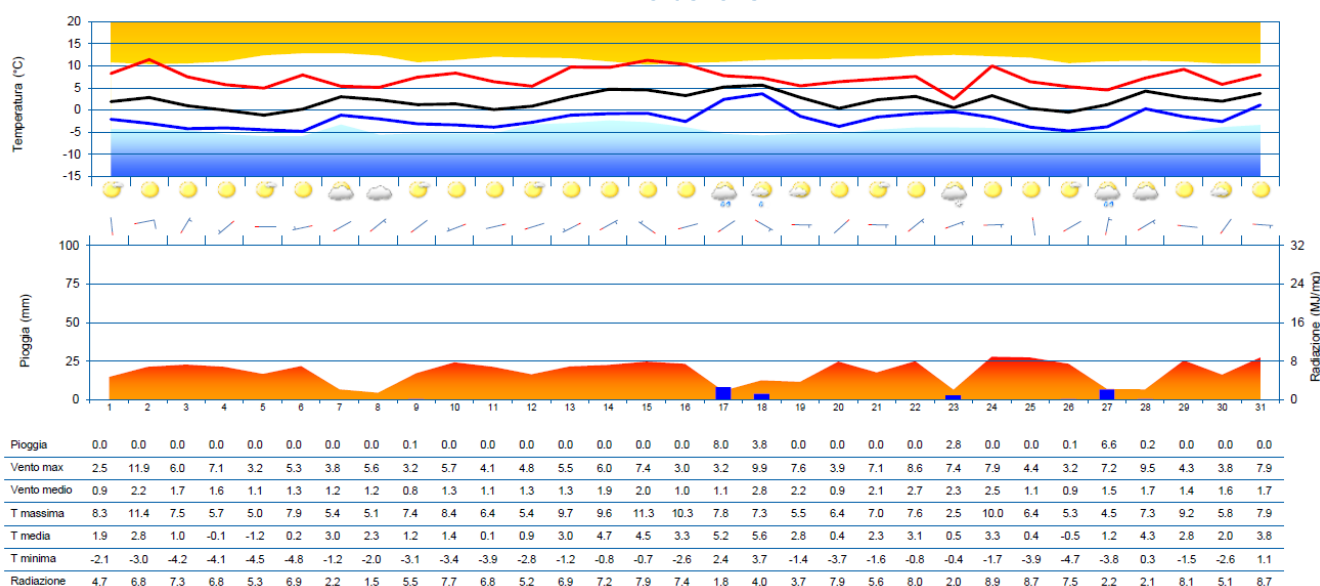 20
15
10
5
0
-5
-10
-15
Temperatura (°C)
100
75
50
25
0
Pioggia (mm)
32
24
16
8
0
Radiazione (MJ/mq)
1 2 3 4 5 6 7 8 9 10 11 12 13 14 15 16 17 18 19 20 21 22 23 24 25 26 27 28 29 30 31
Pioggia 0.0 0.0 0.0 0.0 0.0 0.0 0.0 0.0 0.1 0.0 0.0 0.0 0.0 0.0 0.0 0.0 8.0 3.8 0.0 0.0 0.0 0.0 2.8 0.0 0.0 0.1 6.6 0.2 0.0 0.0 0.0
Vento max 2.5 11.9 6.0 7.1 3.2 5.3 3.8 5.6 3.2 5.7 4.1 4.8 5.5 6.0 7.4 3.0 3.2 9.9 7.6 3.9 7.1 8.6 7.4 7.9 4.4 3.2 7.2 9.5 4.3 3.8 7.9
Vento medio 0.9 2.2 1.7 1.6 1.1 1.3 1.2 1.2 0.8 1.3 1.1 1.3 1.3 1.9 2.0 1.0 1.1 2.8 2.2 0.9 2.1 2.7 2.3 2.5 1.1 0.9 1.5 1.7 1.4 1.6 1.7
T massima 8.3 11.4 7.5 5.7 5.0 7.9 5.4 5.1 7.4 8.4 6.4 5.4 9.7 9.6 11.3 10.3 7.8 7.3 5.5 6.4 7.0 7.6 2.5 10.0 6.4 5.3 4.5 7.3 9.2 5.8 7.9
T media 1.9 2.8 1.0 -0.1 -1.2 0.2 3.0 2.3 1.2 1.4 0.1 0.9 3.0 4.7 4.5 3.3 5.2 5.6 2.8 0.4 2.3 3.1 0.5 3.3 0.4 -0.5 1.2 4.3 2.8 2.0 3.8
T minima -2.1 -3.0 -4.2 -4.1 -4.5 -4.8 -1.2 -2.0 -3.1 -3.4 -3.9 -2.8 -1.2 -0.8 -0.7 -2.6 2.4 3.7 -1.4 -3.7 -1.6 -0.8 -0.4 -1.7 -3.9 -4.7 -3.8 0.3 -1.5 -2.6 1.1
Radiazione 4.7 6.8 7.3 6.8 5.3 6.9 2.2 1.5 5.5 7.7 6.8 5.2 6.9 7.2 7.9 7.4 1.8 4.0 3.7 7.9 5.6 8.0 2.0 8.9 8.7 7.5 2.2 2.1 8.1 5.1 8.7